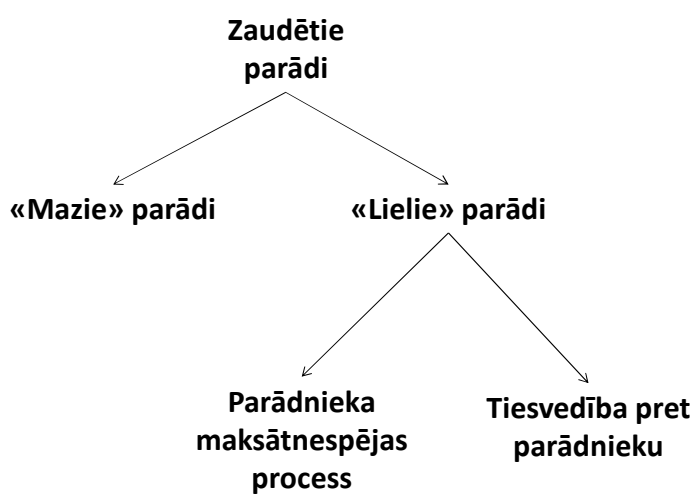 Zaudētie
parādi
«Mazie» parādi
«Lielie» parādi
Parādnieka
maksātnespējas
process
Tiesvedība pret
parādnieku